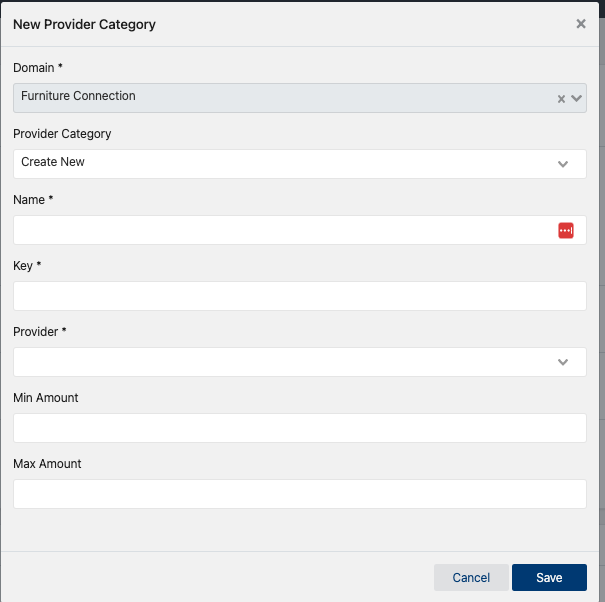 New Provider Category
Domain *
Furniture Connection
Provider Category
Create New
Name *
Key *
Provider *
Min Amount
Max Amount
Cancel
Save